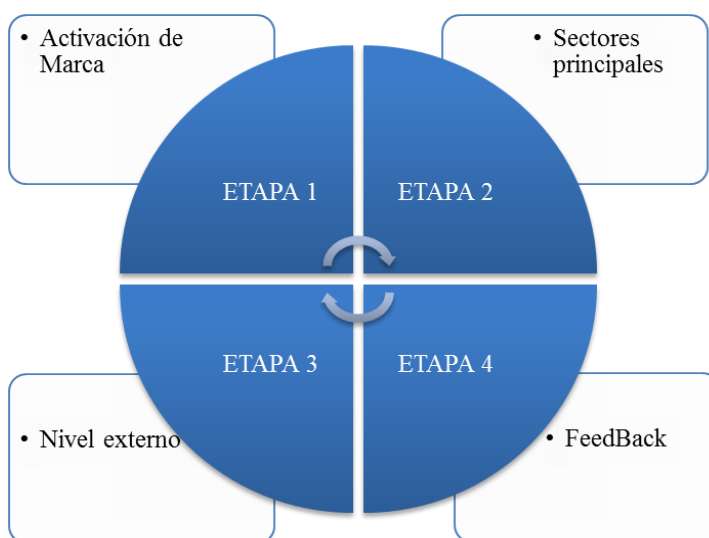 • Activación de
Marca
• Sectores
principales
ETAPA 1
ETAPA 2
ETAPA 3
ETAPA 4
• Nivel externo
• FeedBack